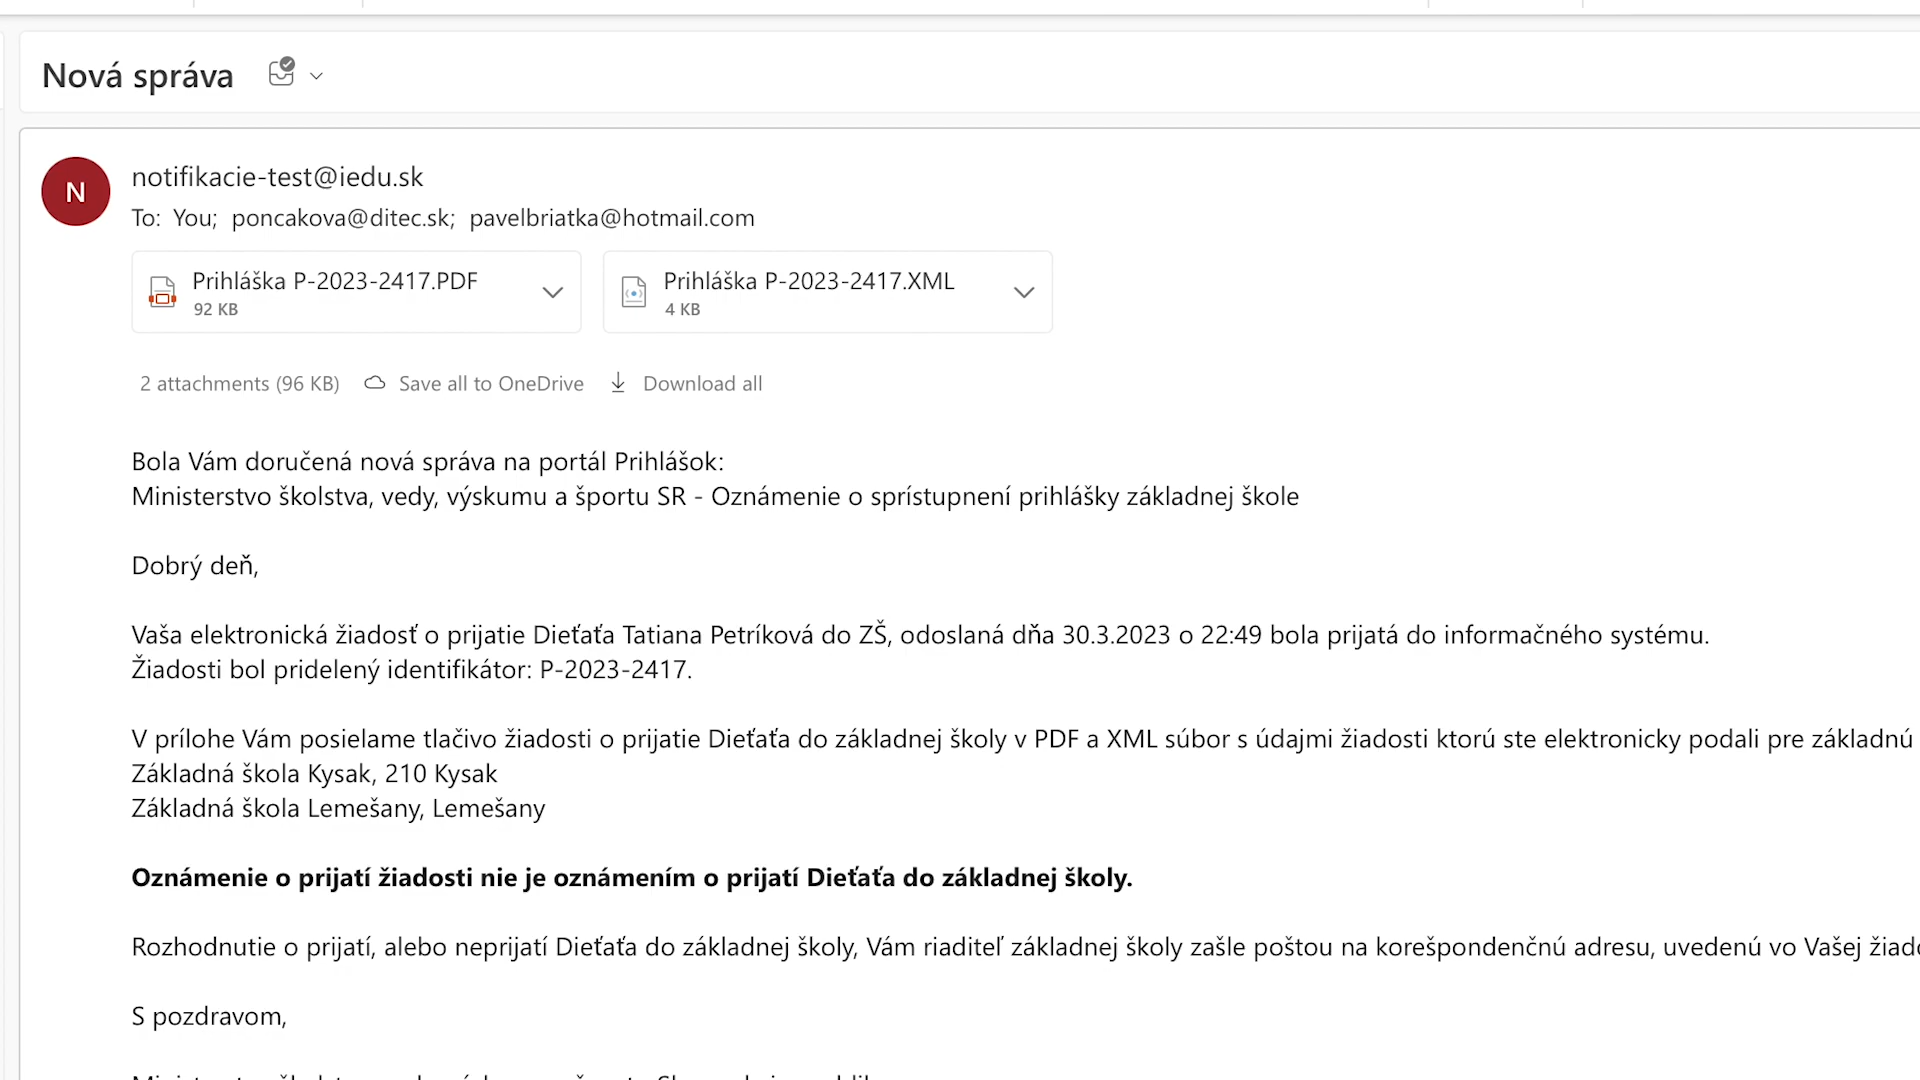 Nová správa
N
notifikacie-test@iedu.sk
To: You; poncakova@ditec.sk; pavelbriatka@hotmail.com
Prihláška P-2023-2417.PDF
92 KB
Prihláška P-2023-2417.XML
4 KB
2 attachments (96 KB) Save all to OneDrive Download all
Bola Vám doručená nová správa na portál Prihlášok:
Ministerstvo školstva, vedy, výskumu a športu SR - Oznámenie o sprístupnení prihlášky základnej škole
Dobrý deň,
Vaša elektronická žiadosť o prijatie Dieťaťa Tatiana Petríková do ZŠ, odoslaná dňa 30.3.2023 o 22:49 bola prijatá do informačného systému.
Žiadosti bol pridelený identifikátor: P-2023-2417.
V prílohe Vám posielame tlačivo žiadosti o prijatie Dieťaťa do základnej školy v PDF a XML súbor s údajmi žiadosti ktorú ste elektronicky podali pre základnú
Základná škola Kysak, 210 Kysak
Základná škola Lemešany, Lemešany
Oznámenie o prijatí žiadosti nie je oznámením o prijatí Dieťaťa do základnej školy.
Rozhodnutie o prijatí, alebo neprijatí Dieťaťa do základnej školy, Vám riaditeľ základnej školy zašle poštou na korešpondenčnú adresu, uvedenú vo Vašej
S pozdravom,